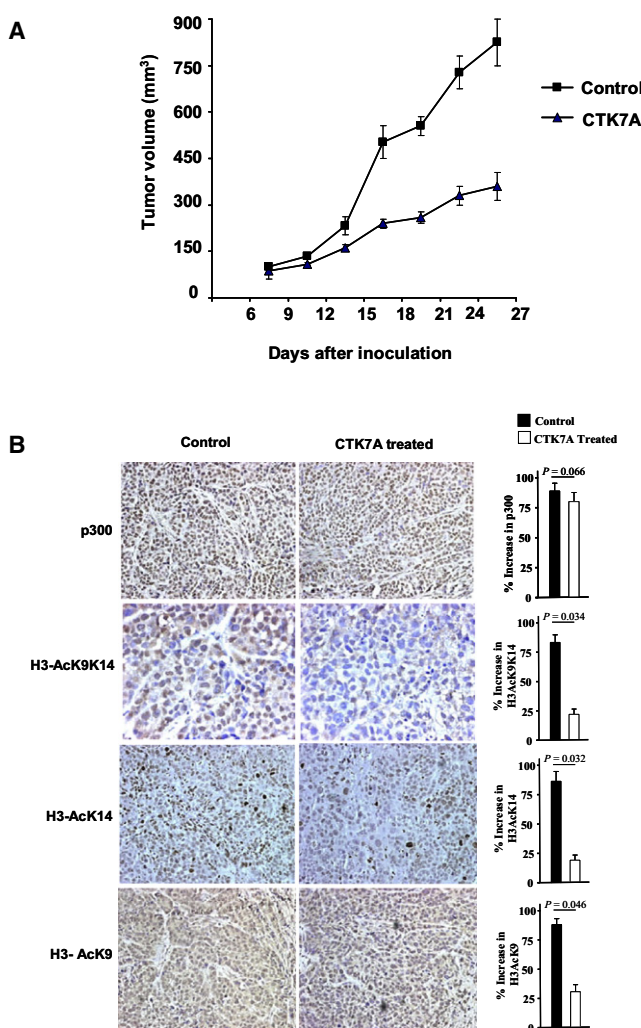 A
Tumor volume (mm³)
900
750
600
450
300
150
0
6 9 12 15 18 21 24 27
Days after inoculation
Control
CTK7A
B
Control
CTK7A Treated
Control CTK7A treated
p300
% Increase in p300
100
75
50
25
0
P = 0.066
H3-AcK9K14
% Increase in
H3AcK9K14
100
75
50
25
0
P = 0.034
H3-AcK14
% Increase in
H3AcK14
100
75
50
25
0
P = 0.032
H3- AcK9
% Increase in
H3AcK9
100
75
50
25
0
P = 0.046